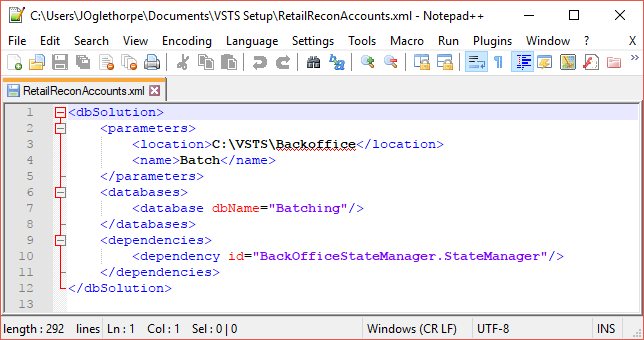 C:\Users\JOglethorpe\Documents\VSTS Setup\RetailReconAccounts.xml - Notepad++
File Edit Search View Encoding Language Settings Tools Macro Run Plugins Window ? X
RetailReconAccounts.xml
1 <dbSolution>
2 <parameters>
3 <location>C:\VSTS\Backoffice</location>
4 <name>Batch</name>
5 </parameters>
6 <databases>
7 <database dbName="Batching"/>
8 </databases>
9 <dependencies>
10 <dependency id="BackOfficeStateManager.StateManager"/>
11 </dependencies>
12 </dbSolution>
13
length : 292 lines Ln : 1 Col : 1 Sel : 0 | 0 Windows (CR LF) UTF-8 INS